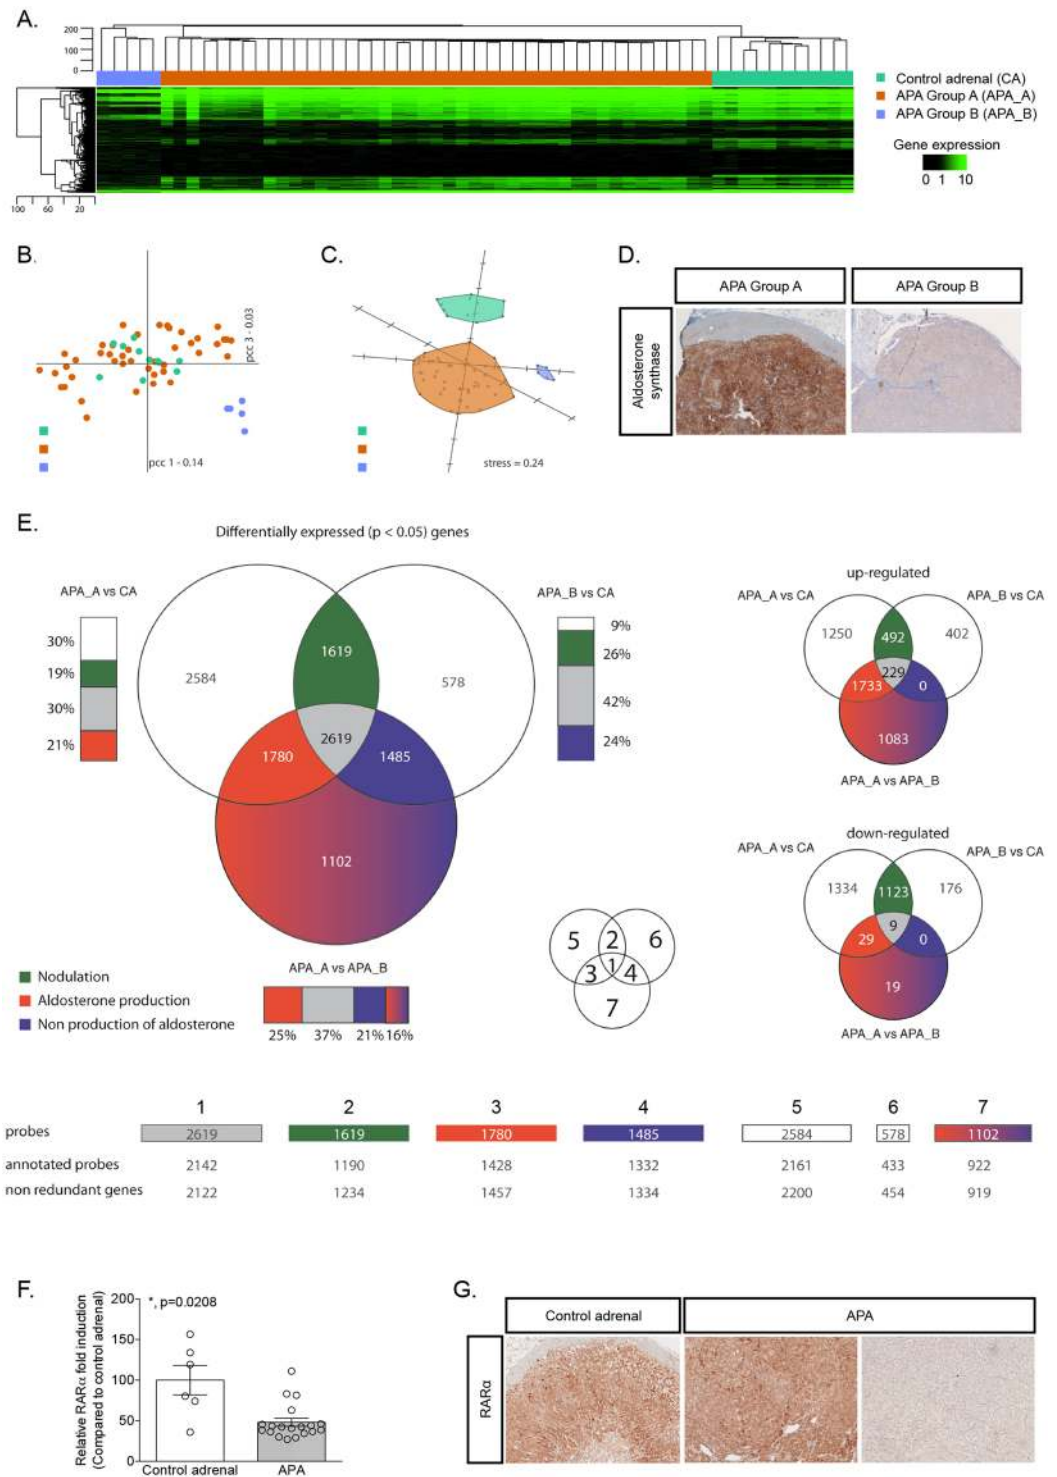 A.
200
100
0
100 60 20
Control adrenal (CA)
APA Group A (APA_A)
APA Group B (APA_B)
Gene expression
0 1 10
B.
pcc 3 - 0.03
pcc 1 - 0.14
C.
stress = 0.24
D.
APA Group A
APA Group B
Aldosterone
synthase
E.
Differentially expressed (p < 0.05) genes
APA_A vs CA
30%
19%
30%
21%
2584
1619
578
2619
1780
1485
1102
APA_B vs CA
9%
26%
42%
24%
APA_A vs APA_B
25% 37% 21% 16%
Nodulation
Aldosterone production
Non production of aldosterone
5 2 6
3 1 4
7
up-regulated
APA_A vs CA
APA_B vs CA
1250 492 402
229
1733 0
1083
APA_A vs APA_B
down-regulated
APA_A vs CA
APA_B vs CA
1334 1123 176
9
29 0
19
APA_A vs APA_B
1 2 3 4 5 6 7
probes 2619 1619 1780 1485 2584 578 1102
annotated probes 2142 1190 1428 1332 2161 433 922
non redundant genes 2122 1234 1457 1334 2200 454 919
F.
Relative RARα fold induction
(Compared to control adrenal)
200
150
100
50
0
*, p=0.0208
Control adrenal APA
G.
Control adrenal
APA
RARα